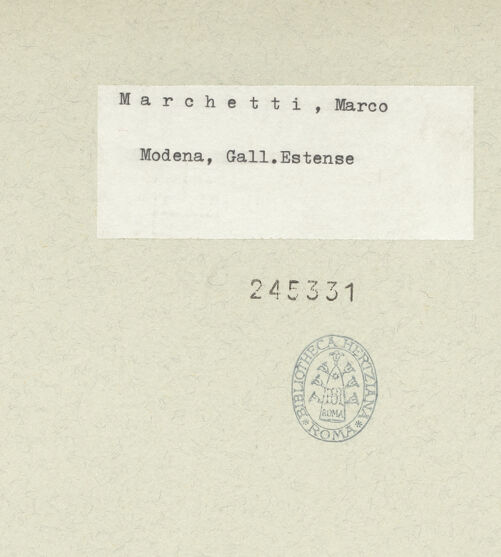 Marchetti, Marco
Modena, Gall.Estense
245331
BIBLIOTHECA HERTZIANA
ROMA
* ROMA *